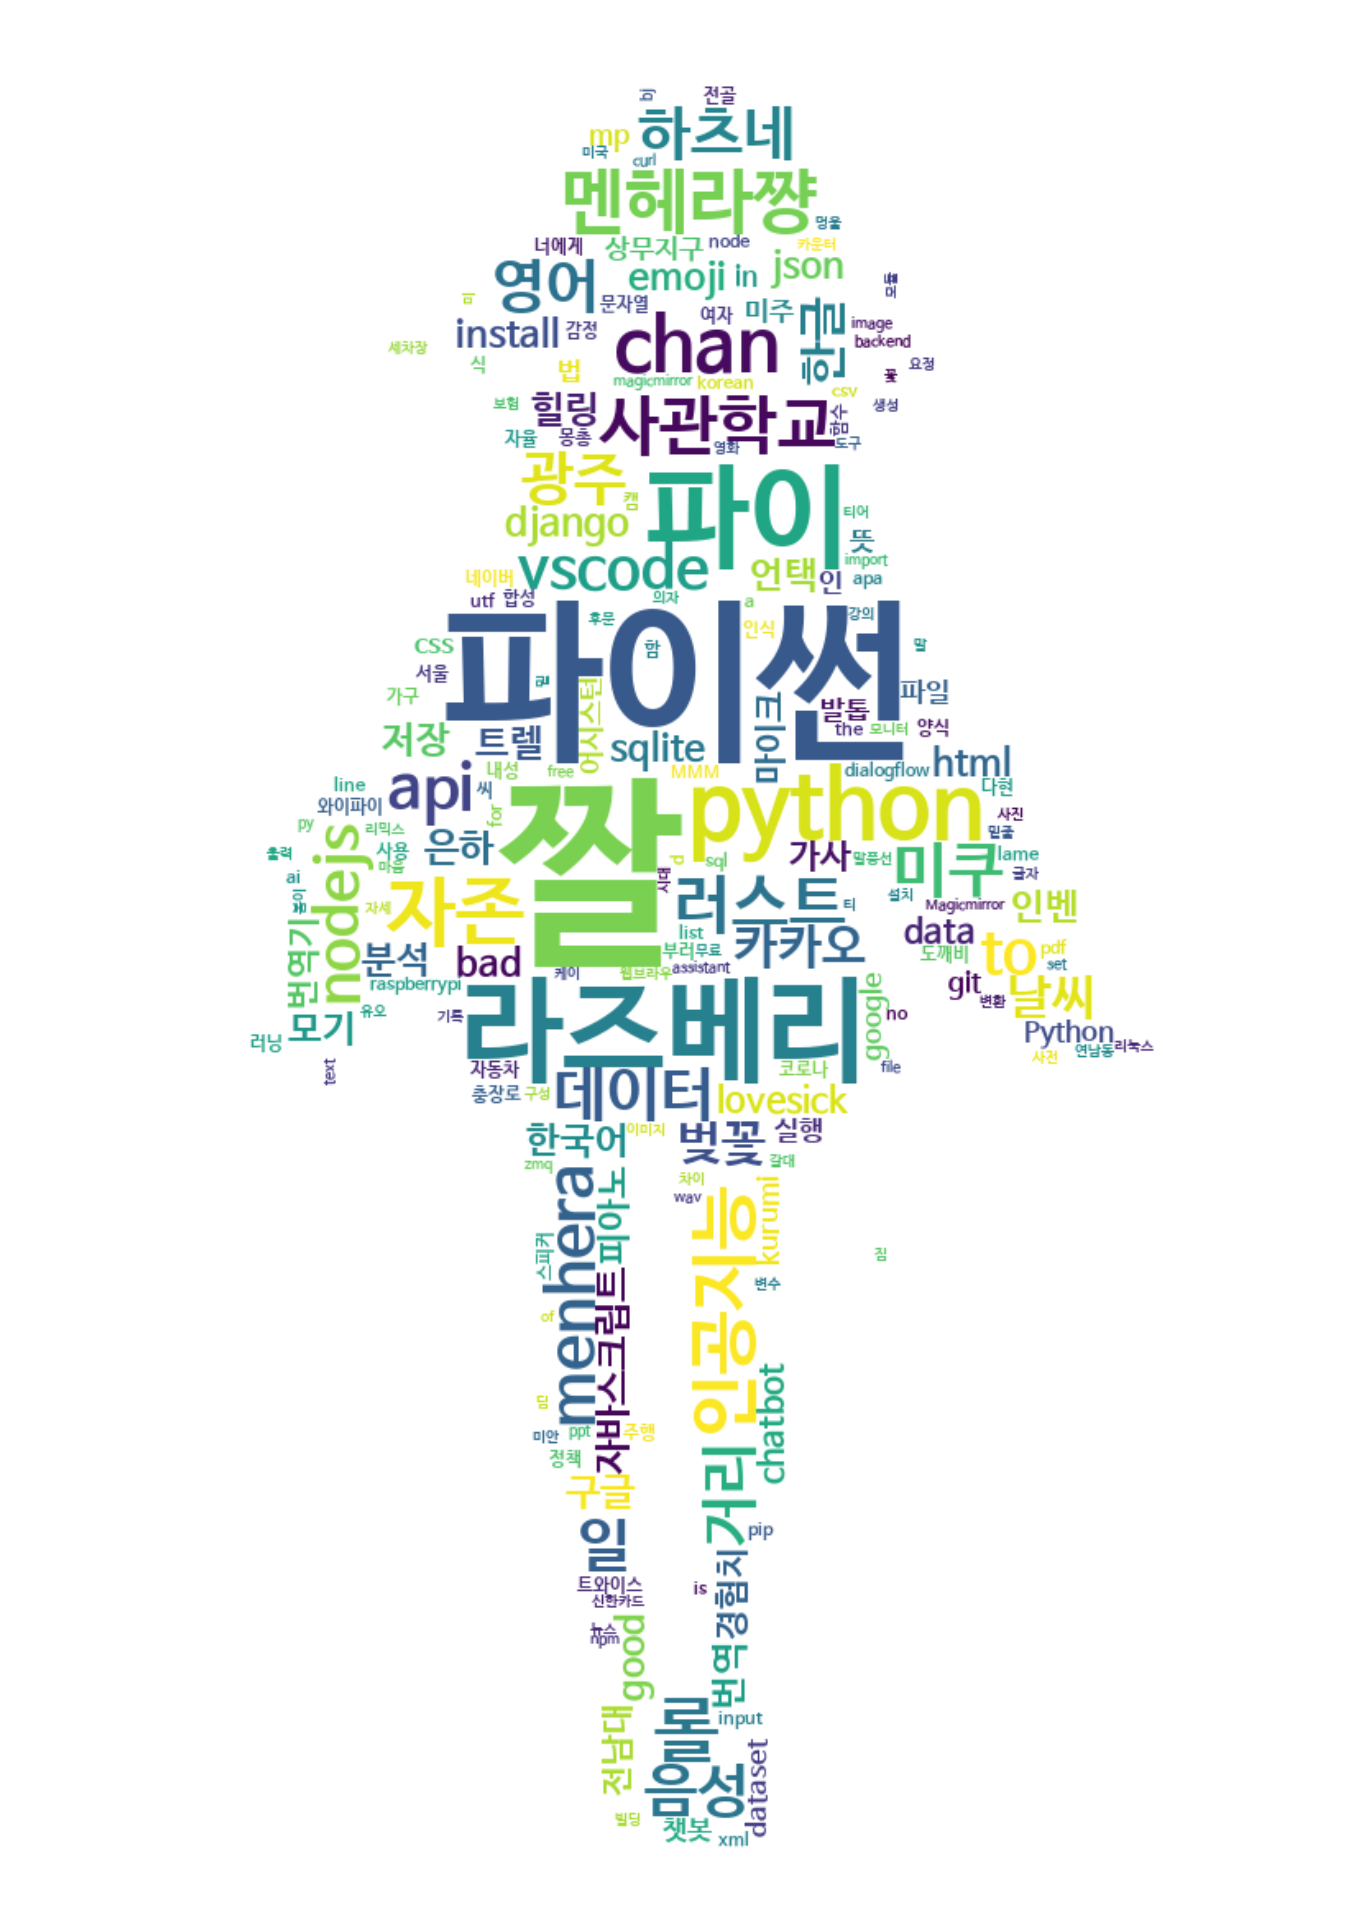 bj 전골
mp 하츠네
미국 curl
멘헤라쨩
멍울
너에게 상무지구 node 카운터
영어 emoji in json
문자열
미 여자 미주 한글
install 감정 chan image
세차장 backend
식 법 요정
magicmirror korean 꽃
csv
보험 힐링 사관학교 함수 생성
자율 몽총 영화 도구
광주 파이
캠 티어
django 뜻
vscode 언택 import
네이버 인 apa
utf 합성 의자 a
파이썬
후문 인식 강의
css 함 말
서울
가구 어시스턴 파일
발톱
저장 트렐 sqlite 마이크 the 모니터 양식
html
api 내성 free MMM dialogflow
line 씨 짤 python 다현
와이파이 for 사진
py 리믹스 밑줄
nodejs 사용 은하 d sql 가사 말풍선 미쿠 lame
출력 마음 글자
ai 시대
자세 자존 러스트 티 설치 Magicmirror 인벤
번역기 list data
분석 bad 부러 무료 카카오 도깨비 to pdf
케이 웹브라우 assistant set
raspberrypi git 날씨
라즈베리 google 변환
모기 유오 기록 no Python
러닝 연남동 리눅스
사전
text 자동차 코로나 file
충장로 구성 데이터 lovesick
한국어 이미지 벚꽃 실행
zmq 갈대
menhera 피아노 차이 kurumi
wav
스피커 인공지능 짐
변수
of 자바스크립트
chatbot
담
미안 ppt 주행
정책 거리
구글
일 pip
경험치
트와이스 is
신한카드
뉴스
npm
good 번역
전남대 롤 input
음성 dataset
빌딩
챗봇 xml